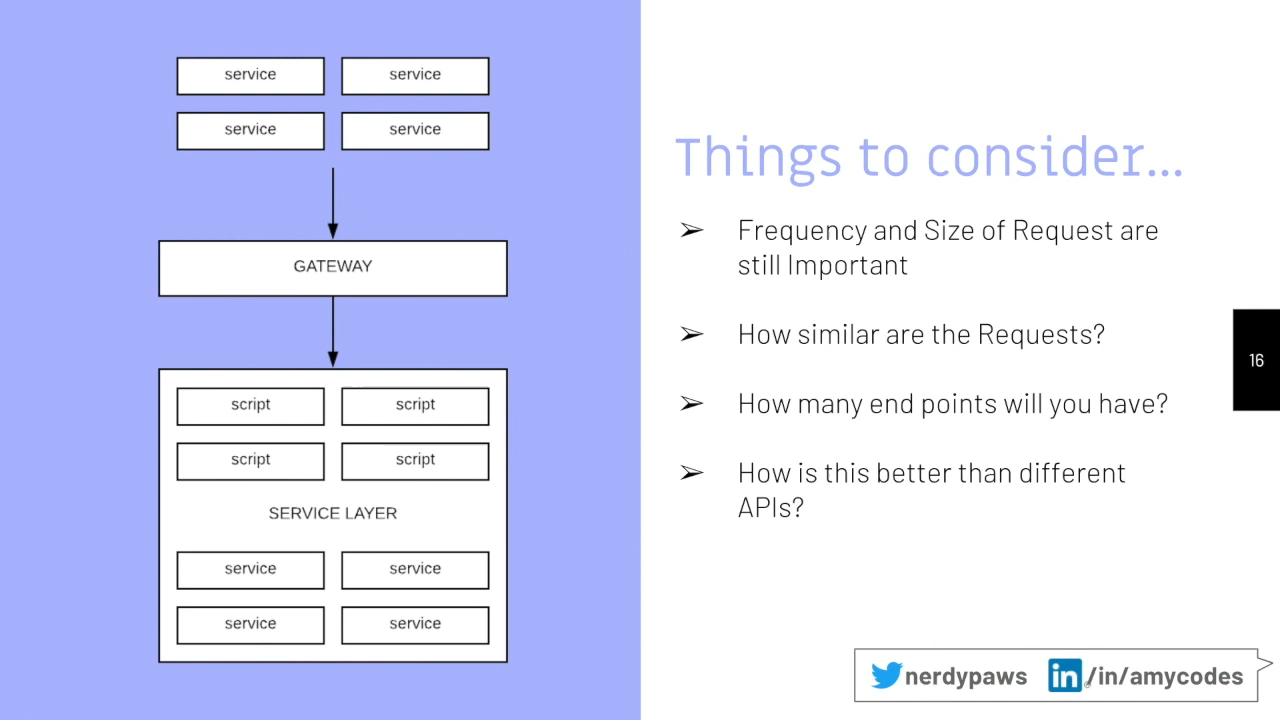 service service
service service
GATEWAY
script script
script script
SERVICE LAYER
service service
service service
Things to consider...
➢ Frequency and Size of Request are
still Important
➢ How similar are the Requests?
➢ How many end points will you have?
➢ How is this better than different
APIs?
16
nerdypaws in /in/amycodes